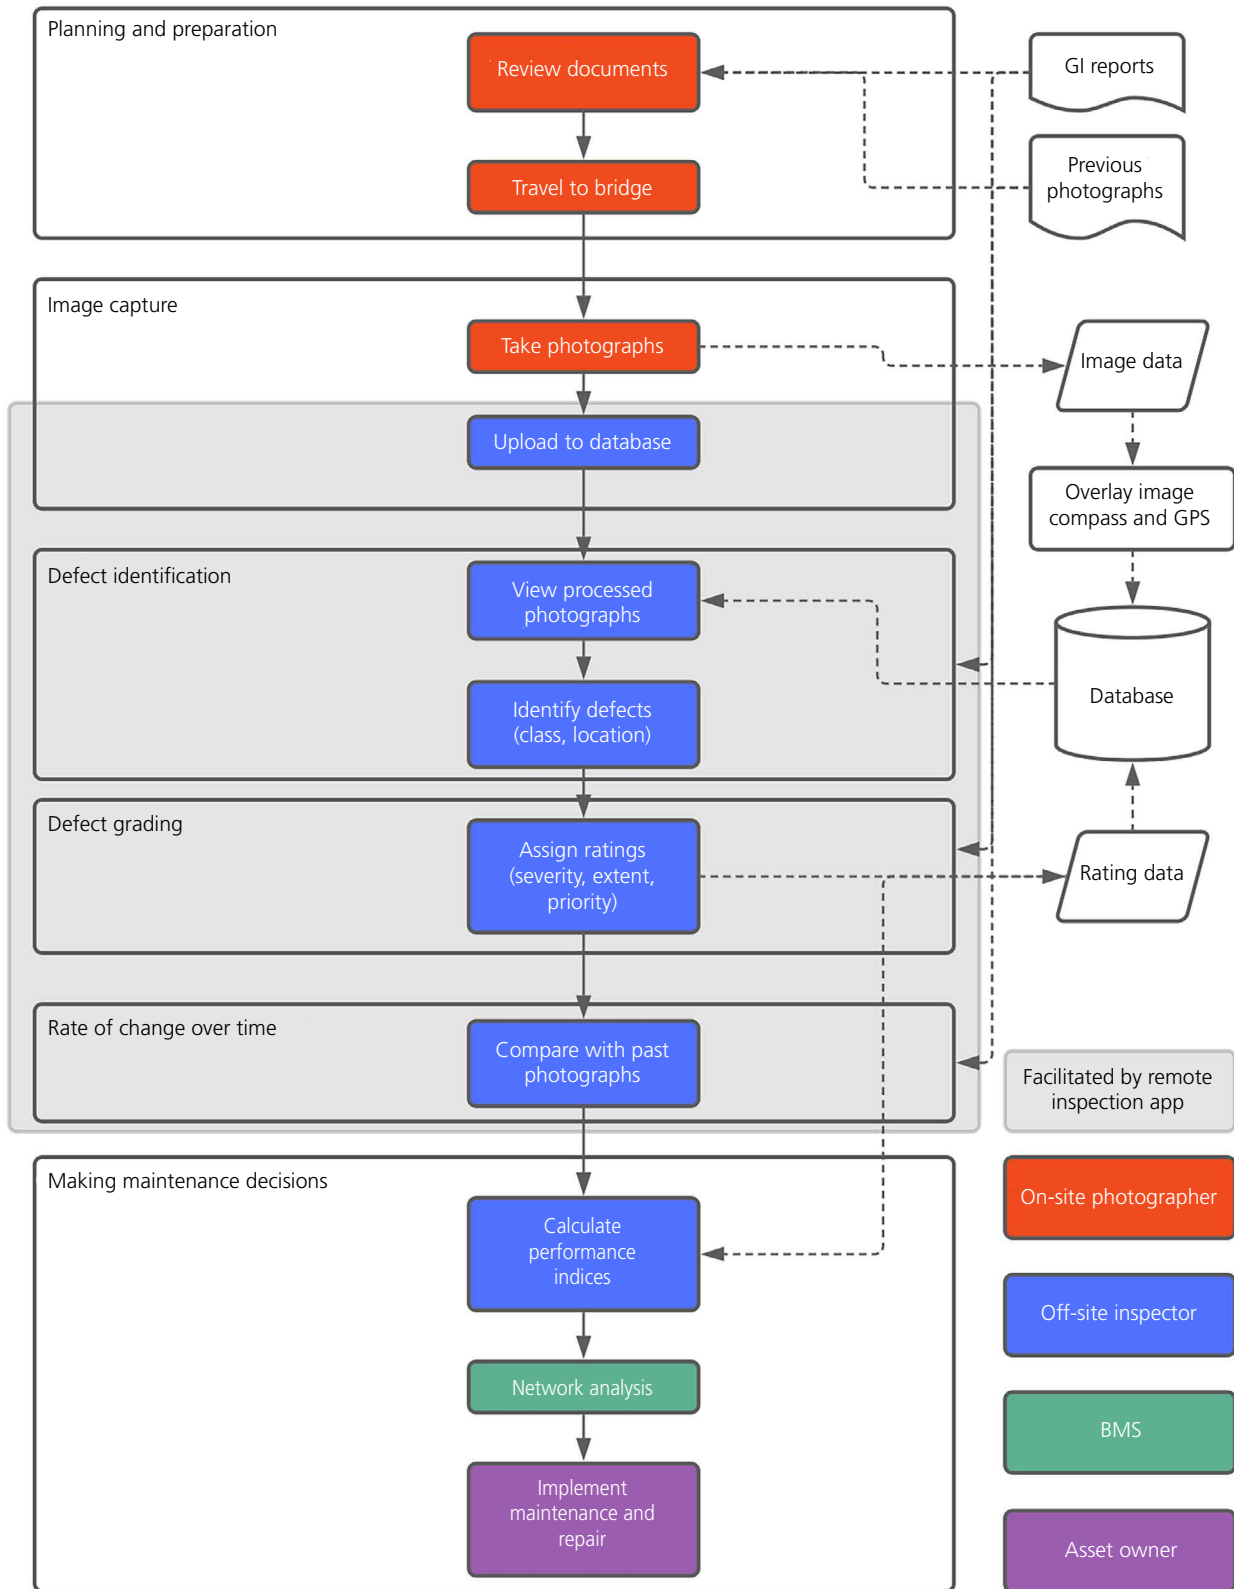 Planning and preparation
Review documents
Travel to bridge
GI reports
Previous
photographs
Image capture
Take photographs
Upload to database
Image data
Overlay image
compass and GPS
Database
Rating data
Defect identification
View processed
photographs
Identify defects
(class, location)
Defect grading
Assign ratings
(severity, extent,
priority)
Rate of change over time
Compare with past
photographs
Making maintenance decisions
Calculate
performance
indices
Network analysis
Implement
maintenance and
repair
Facilitated by remote
inspection app
On-site photographer
Off-site inspector
BMS
Asset owner